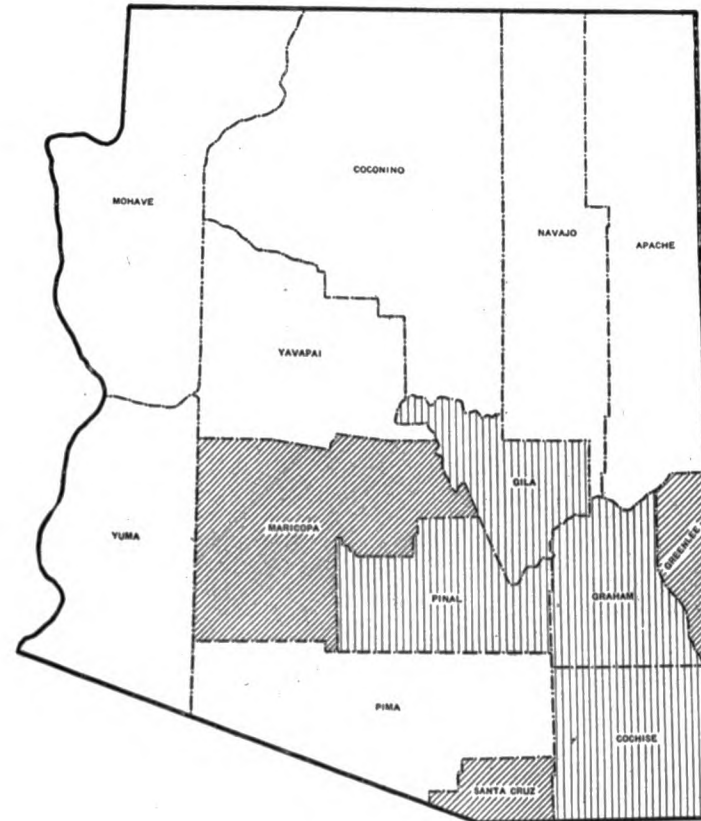 COCONINO
MOHAVE
NAVAJO
APACHE
YAVAPAI
GILA
MARICOPA
YUMA
GREENLEE
PINAL
GRAHAM
PIMA
COCHISE
SANTA CRUZ